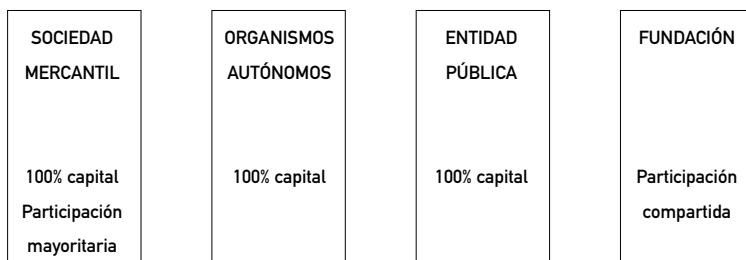 SOCIEDAD
MERCANTIL
100% capital
Participación
mayoritaria
ORGANISMOS
AUTÓNOMOS
100% capital
ENTIDAD
PÚBLICA
100% capital
FUNDACIÓN
Participación
compartida